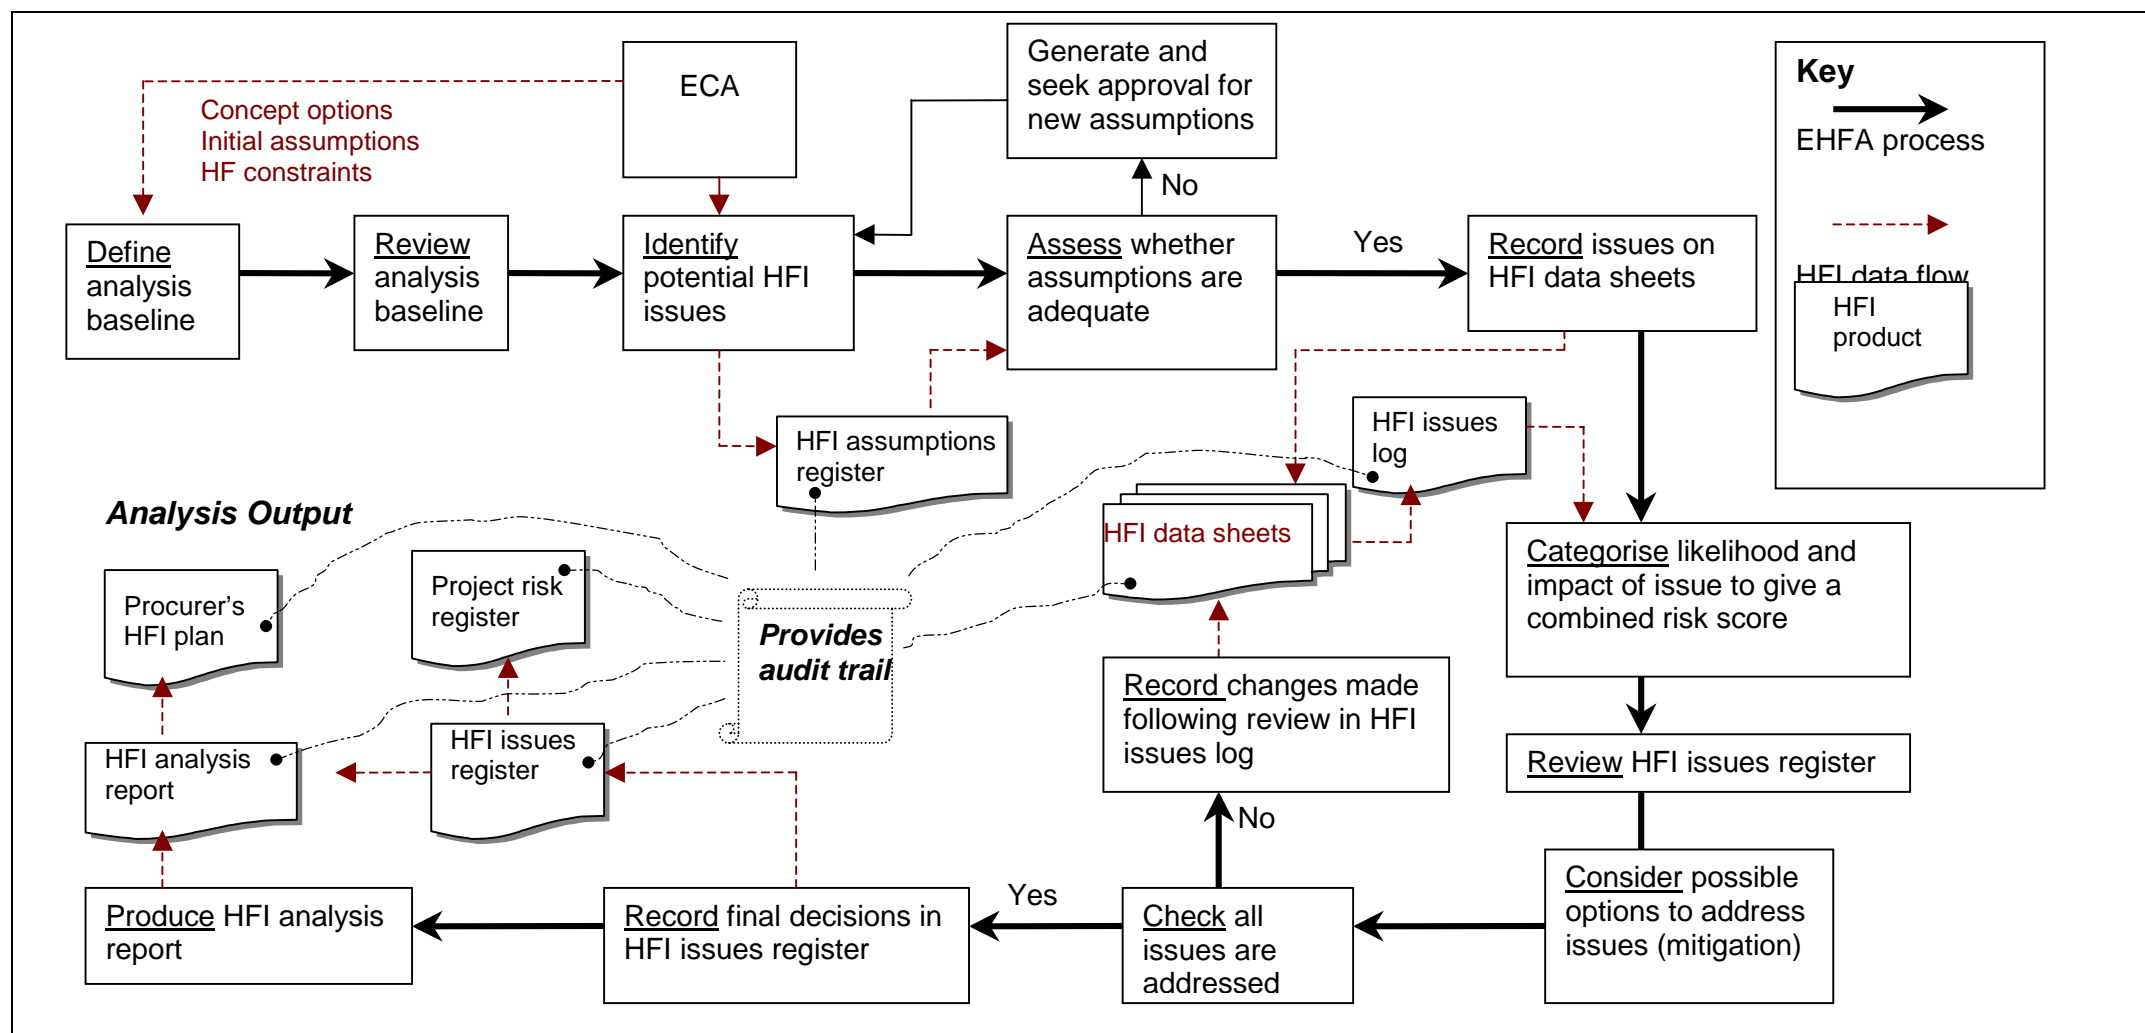 ECA
Generate and
seek approval for
new assumptions
Key
EHFA process
HFI data flow
HFI
product
Concept options
Initial assumptions
HF constraints
No
Define
analysis
baseline
Review
analysis
baseline
Identify
potential HFI
issues
Assess whether
assumptions are
adequate
Yes
Record issues on
HFI data sheets
HFI assumptions
register
HFI issues
log
Analysis Output
HFI data sheets
Categorise likelihood and
impact of issue to give a
combined risk score
Procurer’s
HFI plan
Project risk
register
Provides
audit trail
Record changes made
following review in HFI
issues log
Review HFI issues register
HFI analysis
report
HFI issues
register
No
Produce HFI analysis
report
Record final decisions in
HFI issues register
Yes
Check all
issues are
addressed
Consider possible
options to address
issues (mitigation)